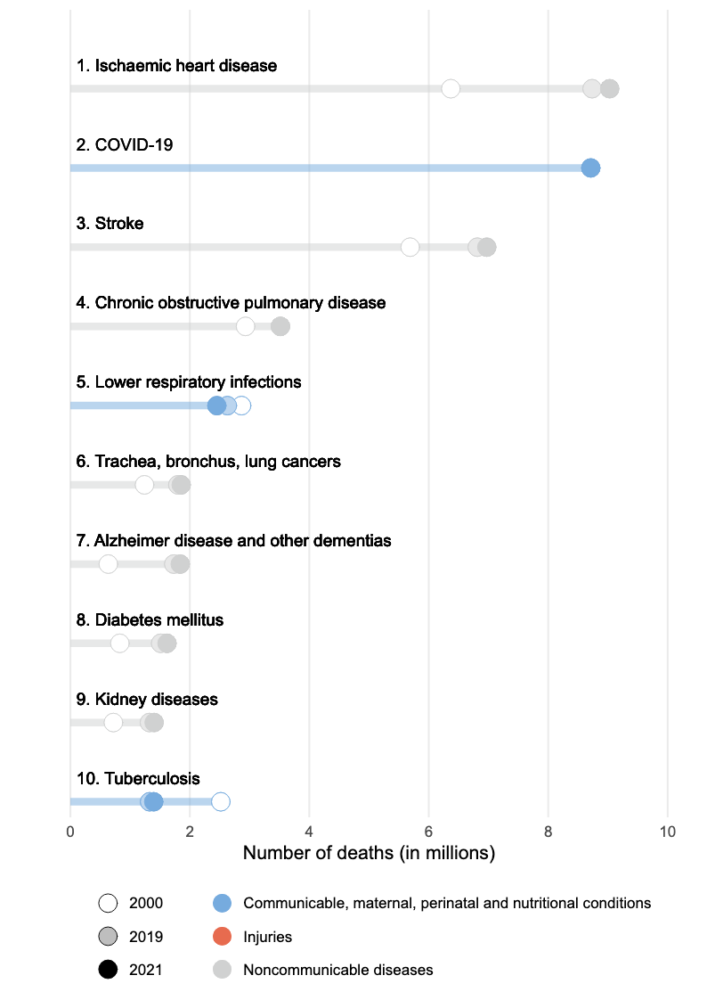 1. Ischaemic heart disease
2. COVID-19
3. Stroke
4. Chronic obstructive pulmonary disease
5. Lower respiratory infections
6. Trachea, bronchus, lung cancers
7. Alzheimer disease and other dementias
8. Diabetes mellitus
9. Kidney diseases
10. Tuberculosis
0 2 4 6 8 10
Number of deaths (in millions)
2000 Communicable, maternal, perinatal and nutritional conditions
2019 Injuries
2021 Noncommunicable diseases